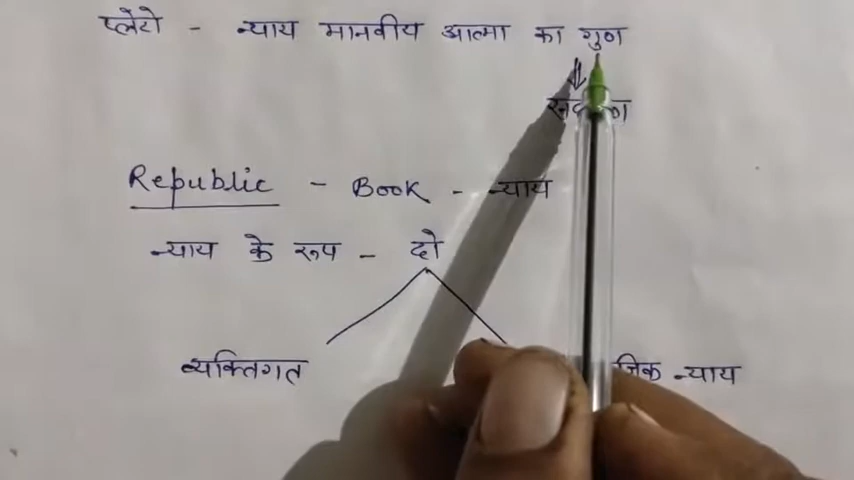 प्लेटो - न्याय मानवीय आत्मा का गुण
Republic - Book - न्याय
न्याय के रूप - दो
व्यक्तिगत न्याय